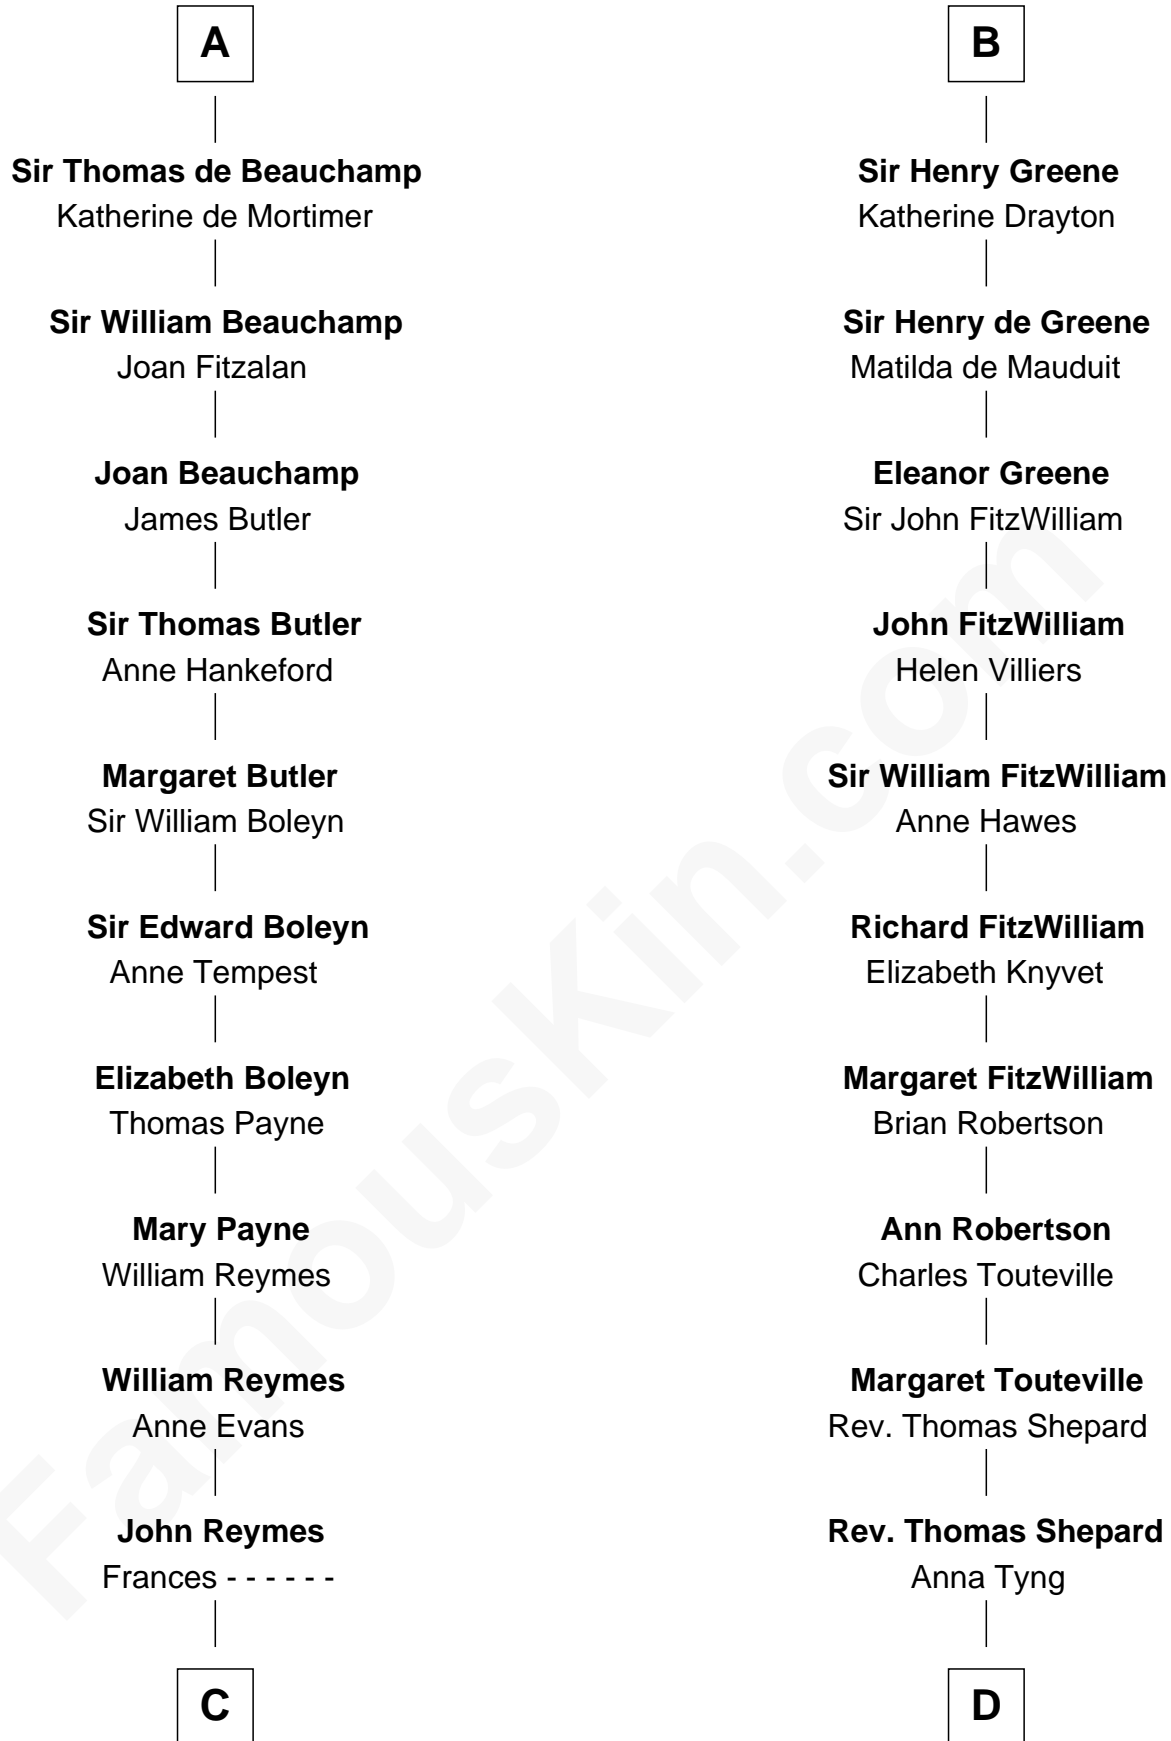 A
Sir Thomas de Beauchamp
Katherine de Mortimer
Sir William Beauchamp
Joan Fitzalan
Joan Beauchamp
James Butler
Sir Thomas Butler
Anne Hankeford
Margaret Butler
Sir William Boleyn
Sir Edward Boleyn
Anne Tempest
Elizabeth Boleyn
Thomas Payne
Mary Payne
William Reymes
William Reymes
Anne Evans
John Reymes
Frances - - - - - -
C
B
Sir Henry Greene
Katherine Drayton
Sir Henry de Greene
Matilda de Mauduit
Eleanor Greene
Sir John FitzWilliam
John FitzWilliam
Helen Villiers
Sir William FitzWilliam
Anne Hawes
Richard FitzWilliam
Elizabeth Knyvet
Margaret FitzWilliam
Brian Robertson
Ann Robertson
Charles Touteville
Margaret Touteville
Rev. Thomas Shepard
Rev. Thomas Shepard
Anna Tyng
D
FamousKin.com